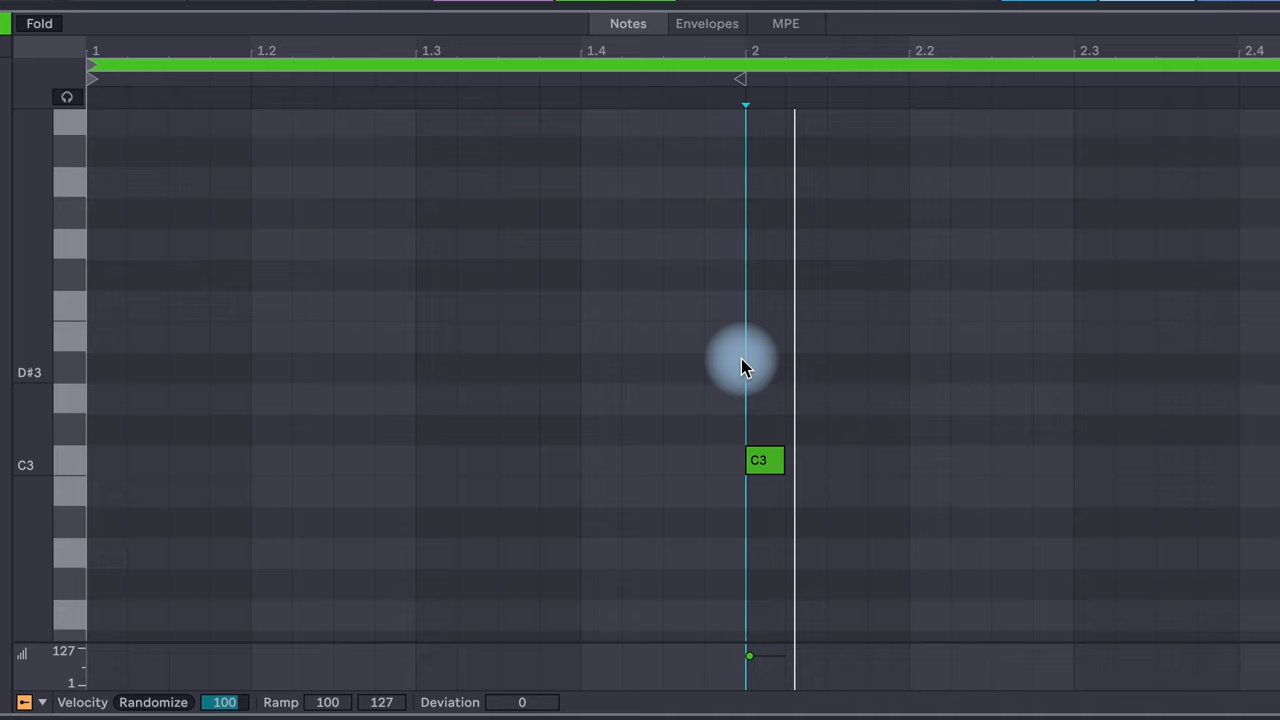 Fold Notes Envelopes MPE
1 1.2 1.3 1.4 2 2.2 2.3 2.4
D#3
C3 C3
127
1
Velocity Randomize 100 Ramp 100 127 Deviation 0